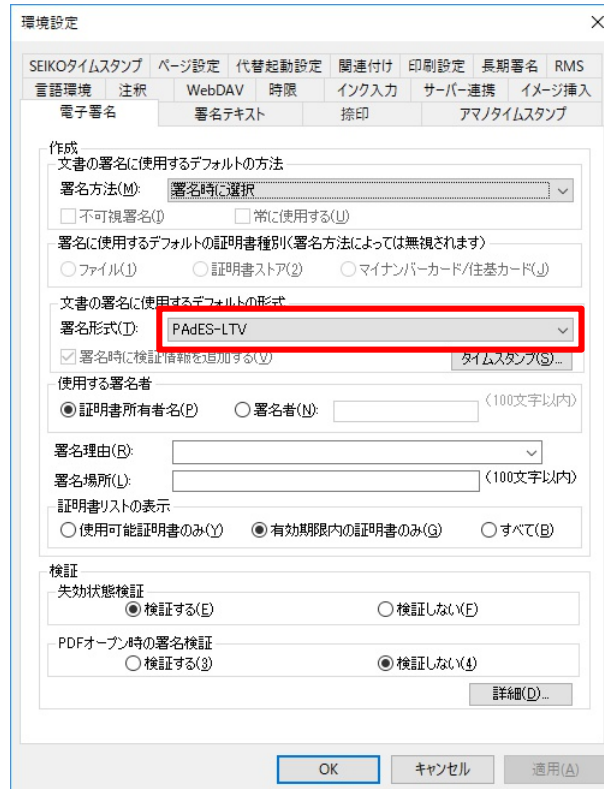 環境設定
SEIKOタイムスタンプ ページ設定 代替起動設定 関連付け 印刷設定 長期署名 RMS
言語環境 注釈 WebDAV 時限 インク入力 サーバー連携 イメージ挿入
電子署名 署名テキスト 捺印 アマノタイムスタンプ
作成
文書の署名に使用するデフォルトの方法
署名方法(M): 署名時に選択
不可視署名(I) 常に使用する(U)
署名に使用するデフォルトの証明書種別(署名方法によっては無視されます)
ファイル(1) 証明書ストア(2) マイナンバーカード/住基カード(J)
文書の署名に使用するデフォルトの形式
署名形式(T): PAdES-LTV
署名時に検証情報を追加する(V) タイムスタンプ(S)...
使用する署名者
証明書所有者名(P) 署名者(N): (100文字以内)
署名理由(R):
署名場所(L): (100文字以内)
証明書リストの表示
使用可能証明書のみ(Y) 有効期限内の証明書のみ(G) すべて(B)
検証
失効状態検証
検証する(E) 検証しない(F)
PDFオープン時の署名検証
検証する(3) 検証しない(4)
詳細(D)...
OK キャンセル 適用(A)